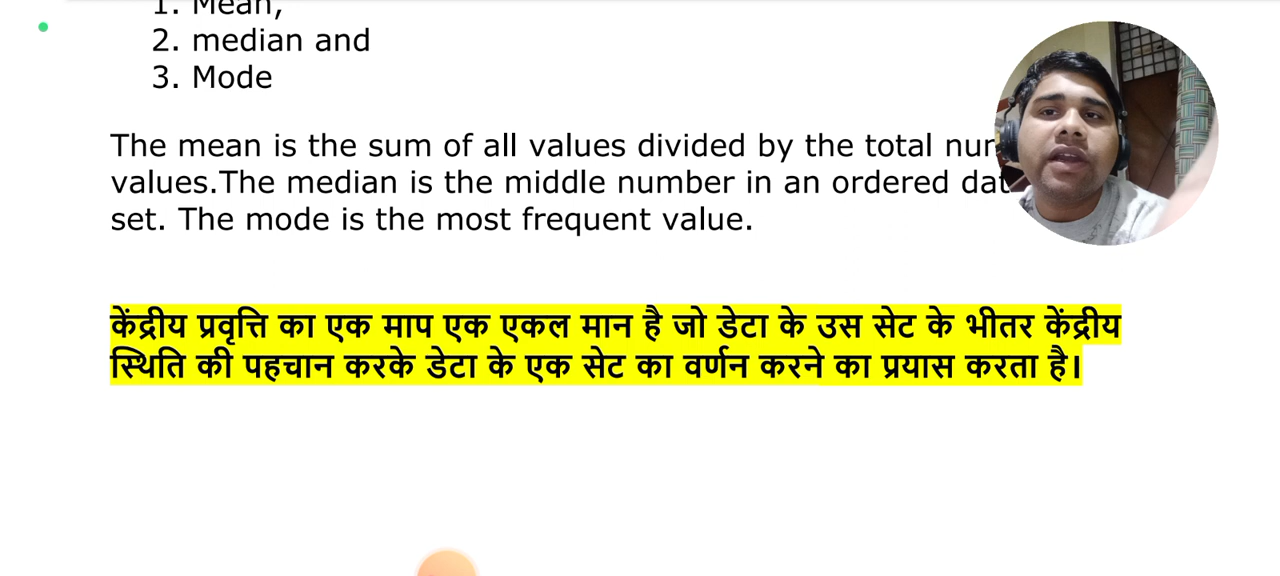 1. Mean,
2. median and
3. Mode
The mean is the sum of all values divided by the total
values.The median is the middle number in an ordered
set. The mode is the most frequent value.
केंद्रीय प्रवृत्ति का एक माप एक एकल मान है जो डेटा के उस सेट के भीतर केंद्रीय
स्थिति की पहचान करके डेटा के एक सेट का वर्णन करने का प्रयास करता है।